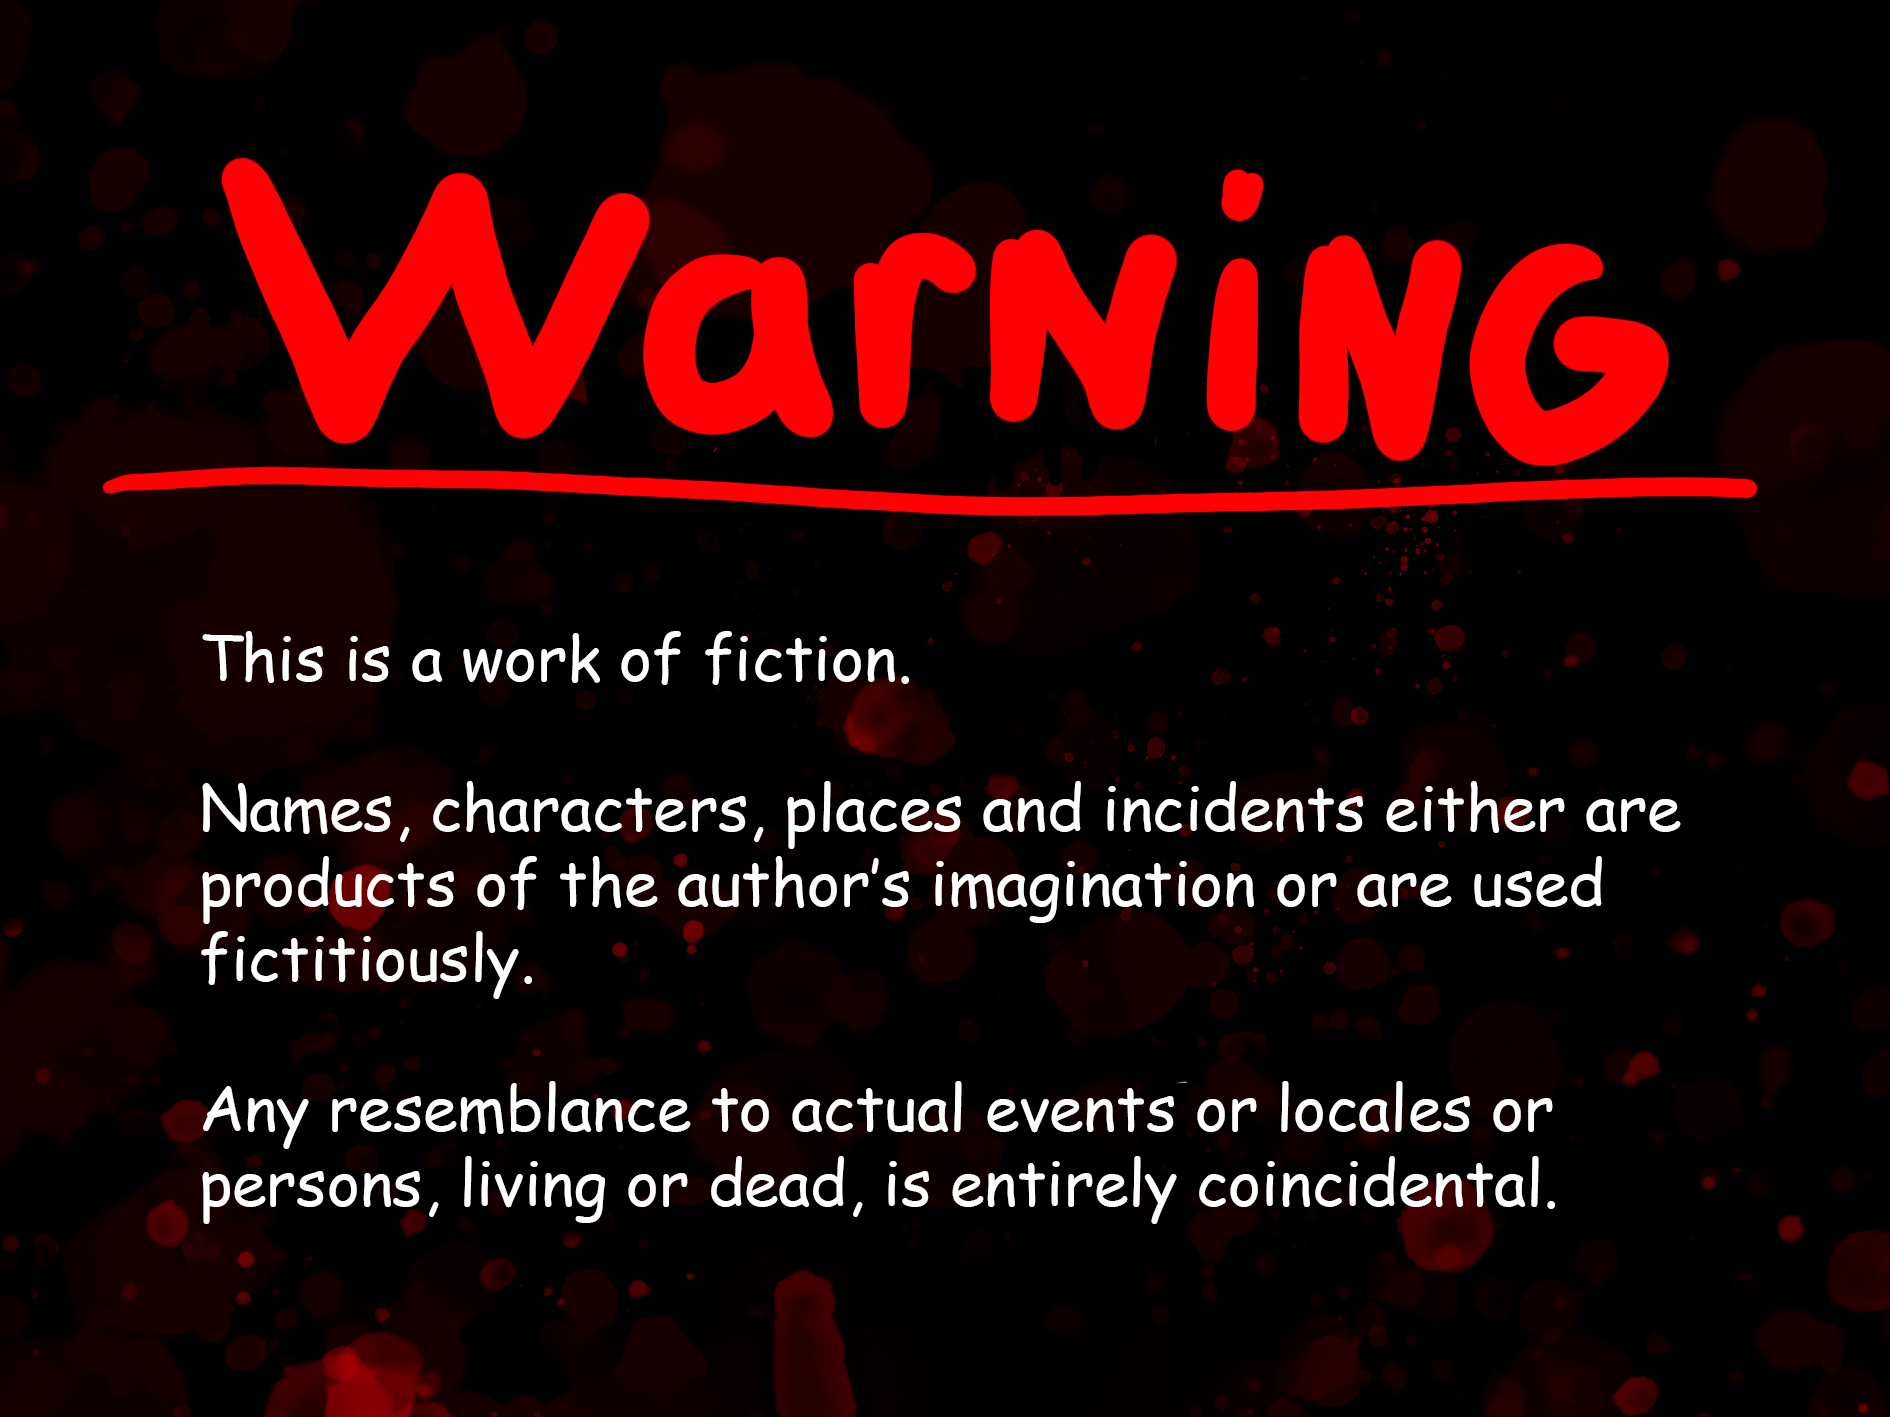 WarNiNG
This is a work of fiction.
Names, characters, places and incidents either are
products of the author's imagination or are used
fictitiously.
Any resemblance to actual events or locales or
persons, living or dead, is entirely coincidental.